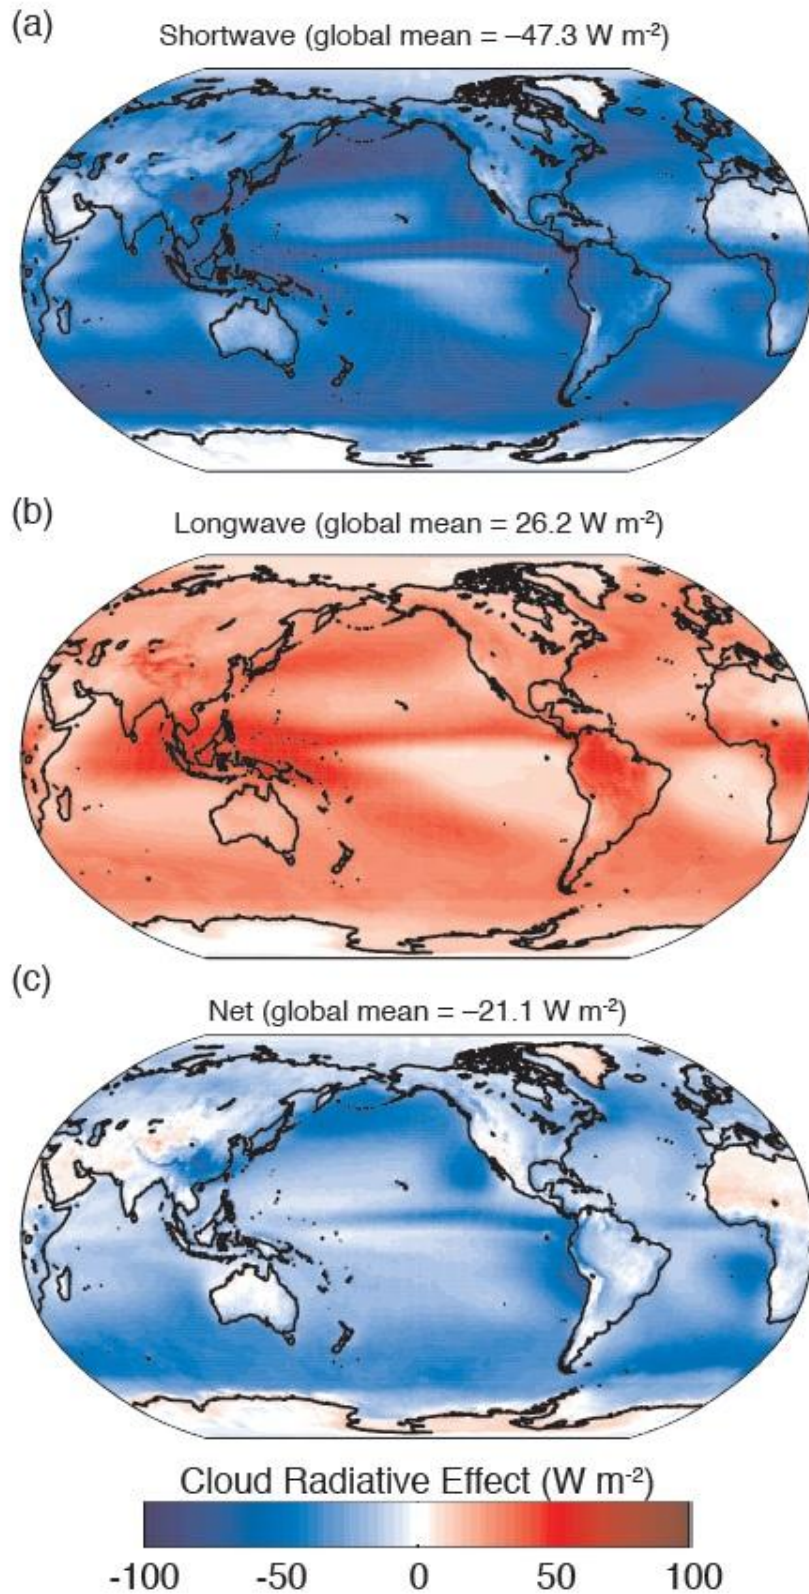 (a)
Shortwave (global mean = –47.3 W m-2)
(b)
Longwave (global mean = 26.2 W m-2)
(c)
Net (global mean = –21.1 W m-2)
Cloud Radiative Effect (W m-2)
-100 -50 0 50 100